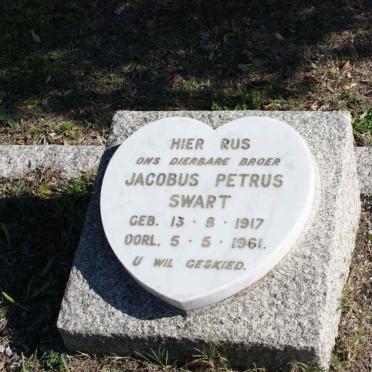 HIER RUS
ONS DIERBARE BROER
JACOBUS PETRUS
SWART
GEB. 13 · 8 · 1917
OORL. 5 · 5 · 1961.
U WIL GESKIED.